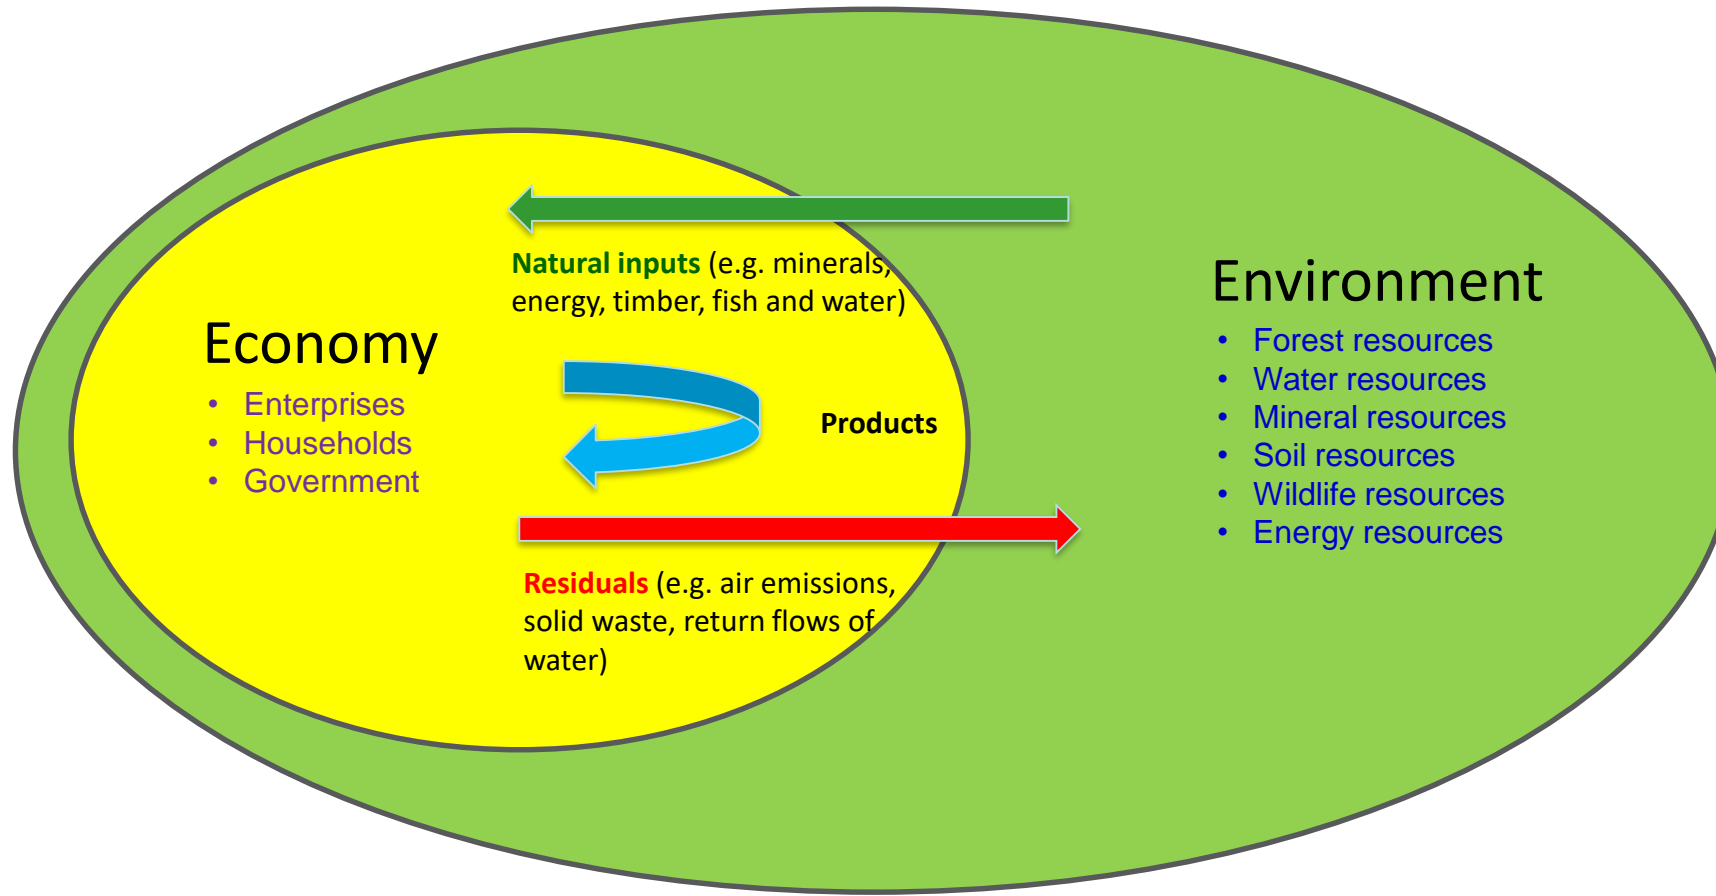 Natural inputs (e.g. minerals,
energy, timber, fish and water)
Economy
• Enterprises
• Households
• Government
Products
Residuals (e.g. air emissions,
solid waste, return flows of
water)
Environment
• Forest resources
• Water resources
• Mineral resources
• Soil resources
• Wildlife resources
• Energy resources